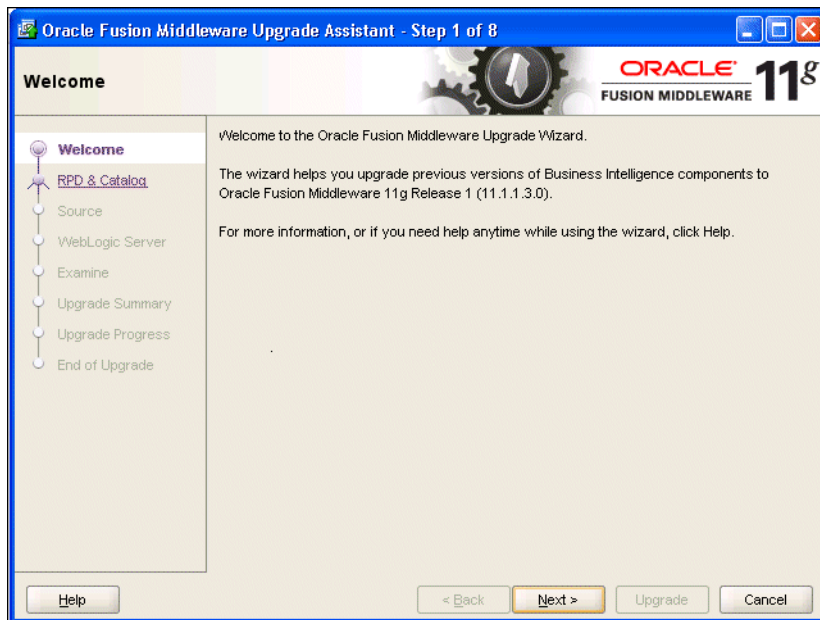 Oracle Fusion Middleware Upgrade Assistant - Step 1 of 8
Welcome
ORACLE 11g
FUSION MIDDLEWARE
Welcome
RPD & Catalog
Source
WebLogic Server
Examine
Upgrade Summary
Upgrade Progress
End of Upgrade
Welcome to the Oracle Fusion Middleware Upgrade Wizard.
The wizard helps you upgrade previous versions of Business Intelligence components to
Oracle Fusion Middleware 11g Release 1 (11.1.1.3.0).
For more information, or if you need help anytime while using the wizard, click Help.
Help
< Back
Next >
Upgrade
Cancel